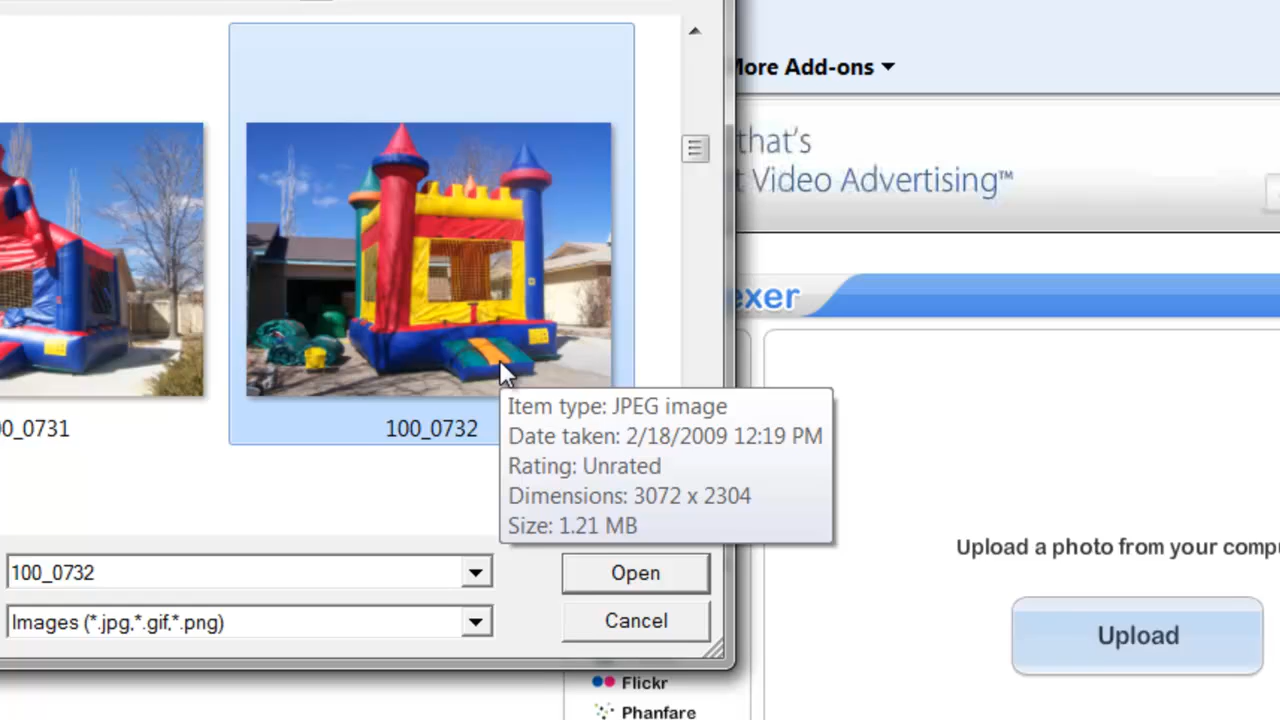 More Add-ons
that's
t Video Advertising™
exer
00_0731
100_0732
Item type: JPEG image
Date taken: 2/18/2009 12:19 PM
Rating: Unrated
Dimensions: 3072 x 2304
Size: 1.21 MB
100_0732
Open
Images (*.jpg,*.gif,*.png)
Cancel
Upload a photo from your compu
Upload
Flickr
Phanfare